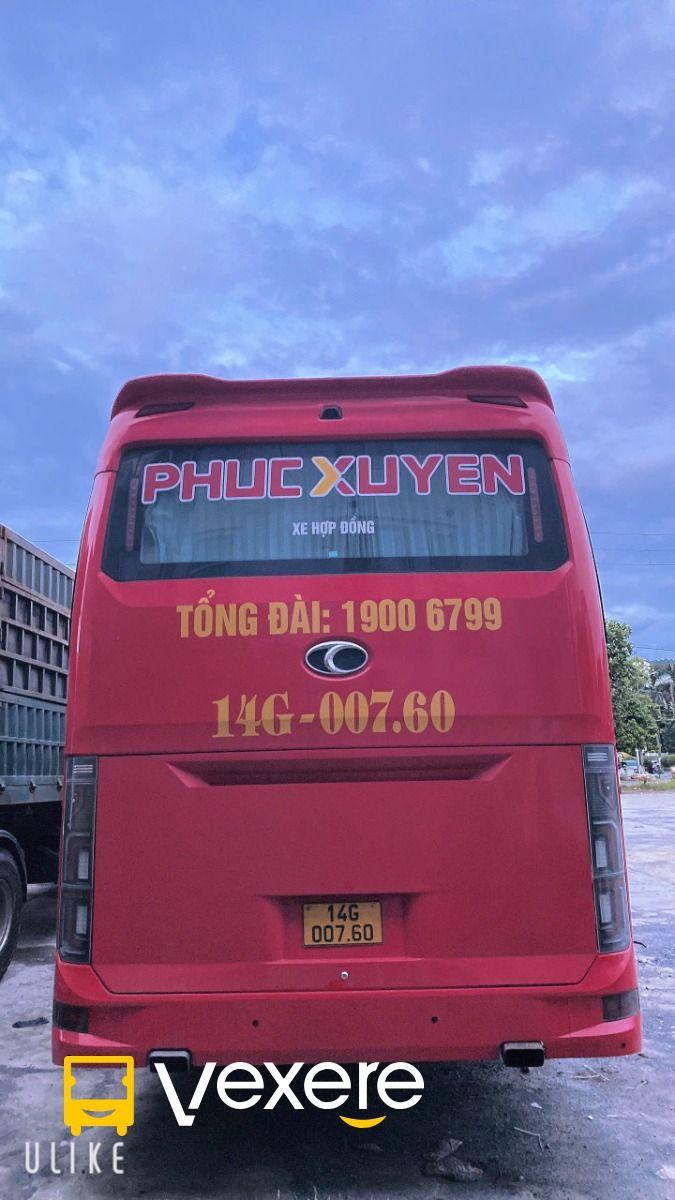 PHUC XUYEN
XE HỢP ĐỒNG
TỔNG ĐÀI: 1900 6799
14G-007.60
14G
007.60
vexere
ULIKE